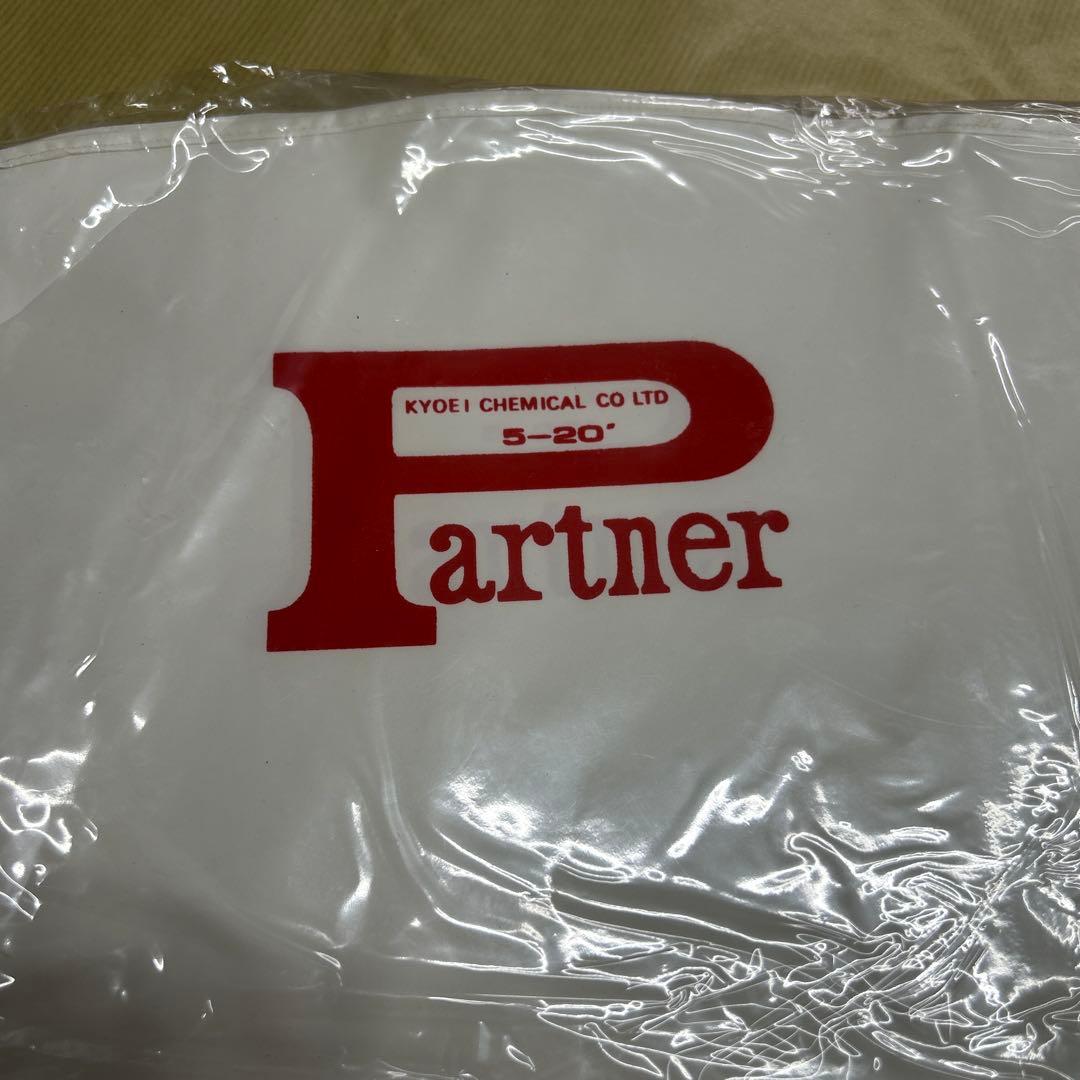 KYOEI CHEMICAL CO LTD
5-20'
Partner